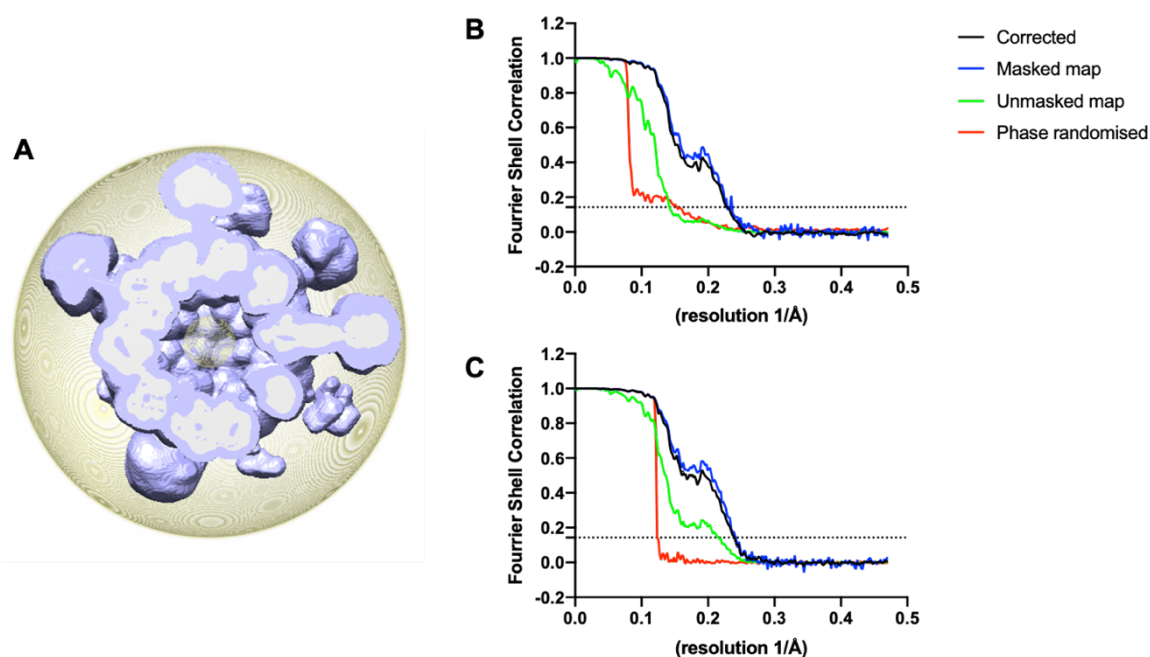 A
B
Fourrier Shell Correlation
1.2
1.0
0.8
0.6
0.4
0.2
0.0
-0.2
0.0 0.1 0.2 0.3 0.4 0.5
(resolution 1/Å)
Corrected
Masked map
Unmasked map
Phase randomised
C
Fourrier Shell Correlation
1.2
1.0
0.8
0.6
0.4
0.2
0.0
-0.2
0.0 0.1 0.2 0.3 0.4 0.5
(resolution 1/Å)